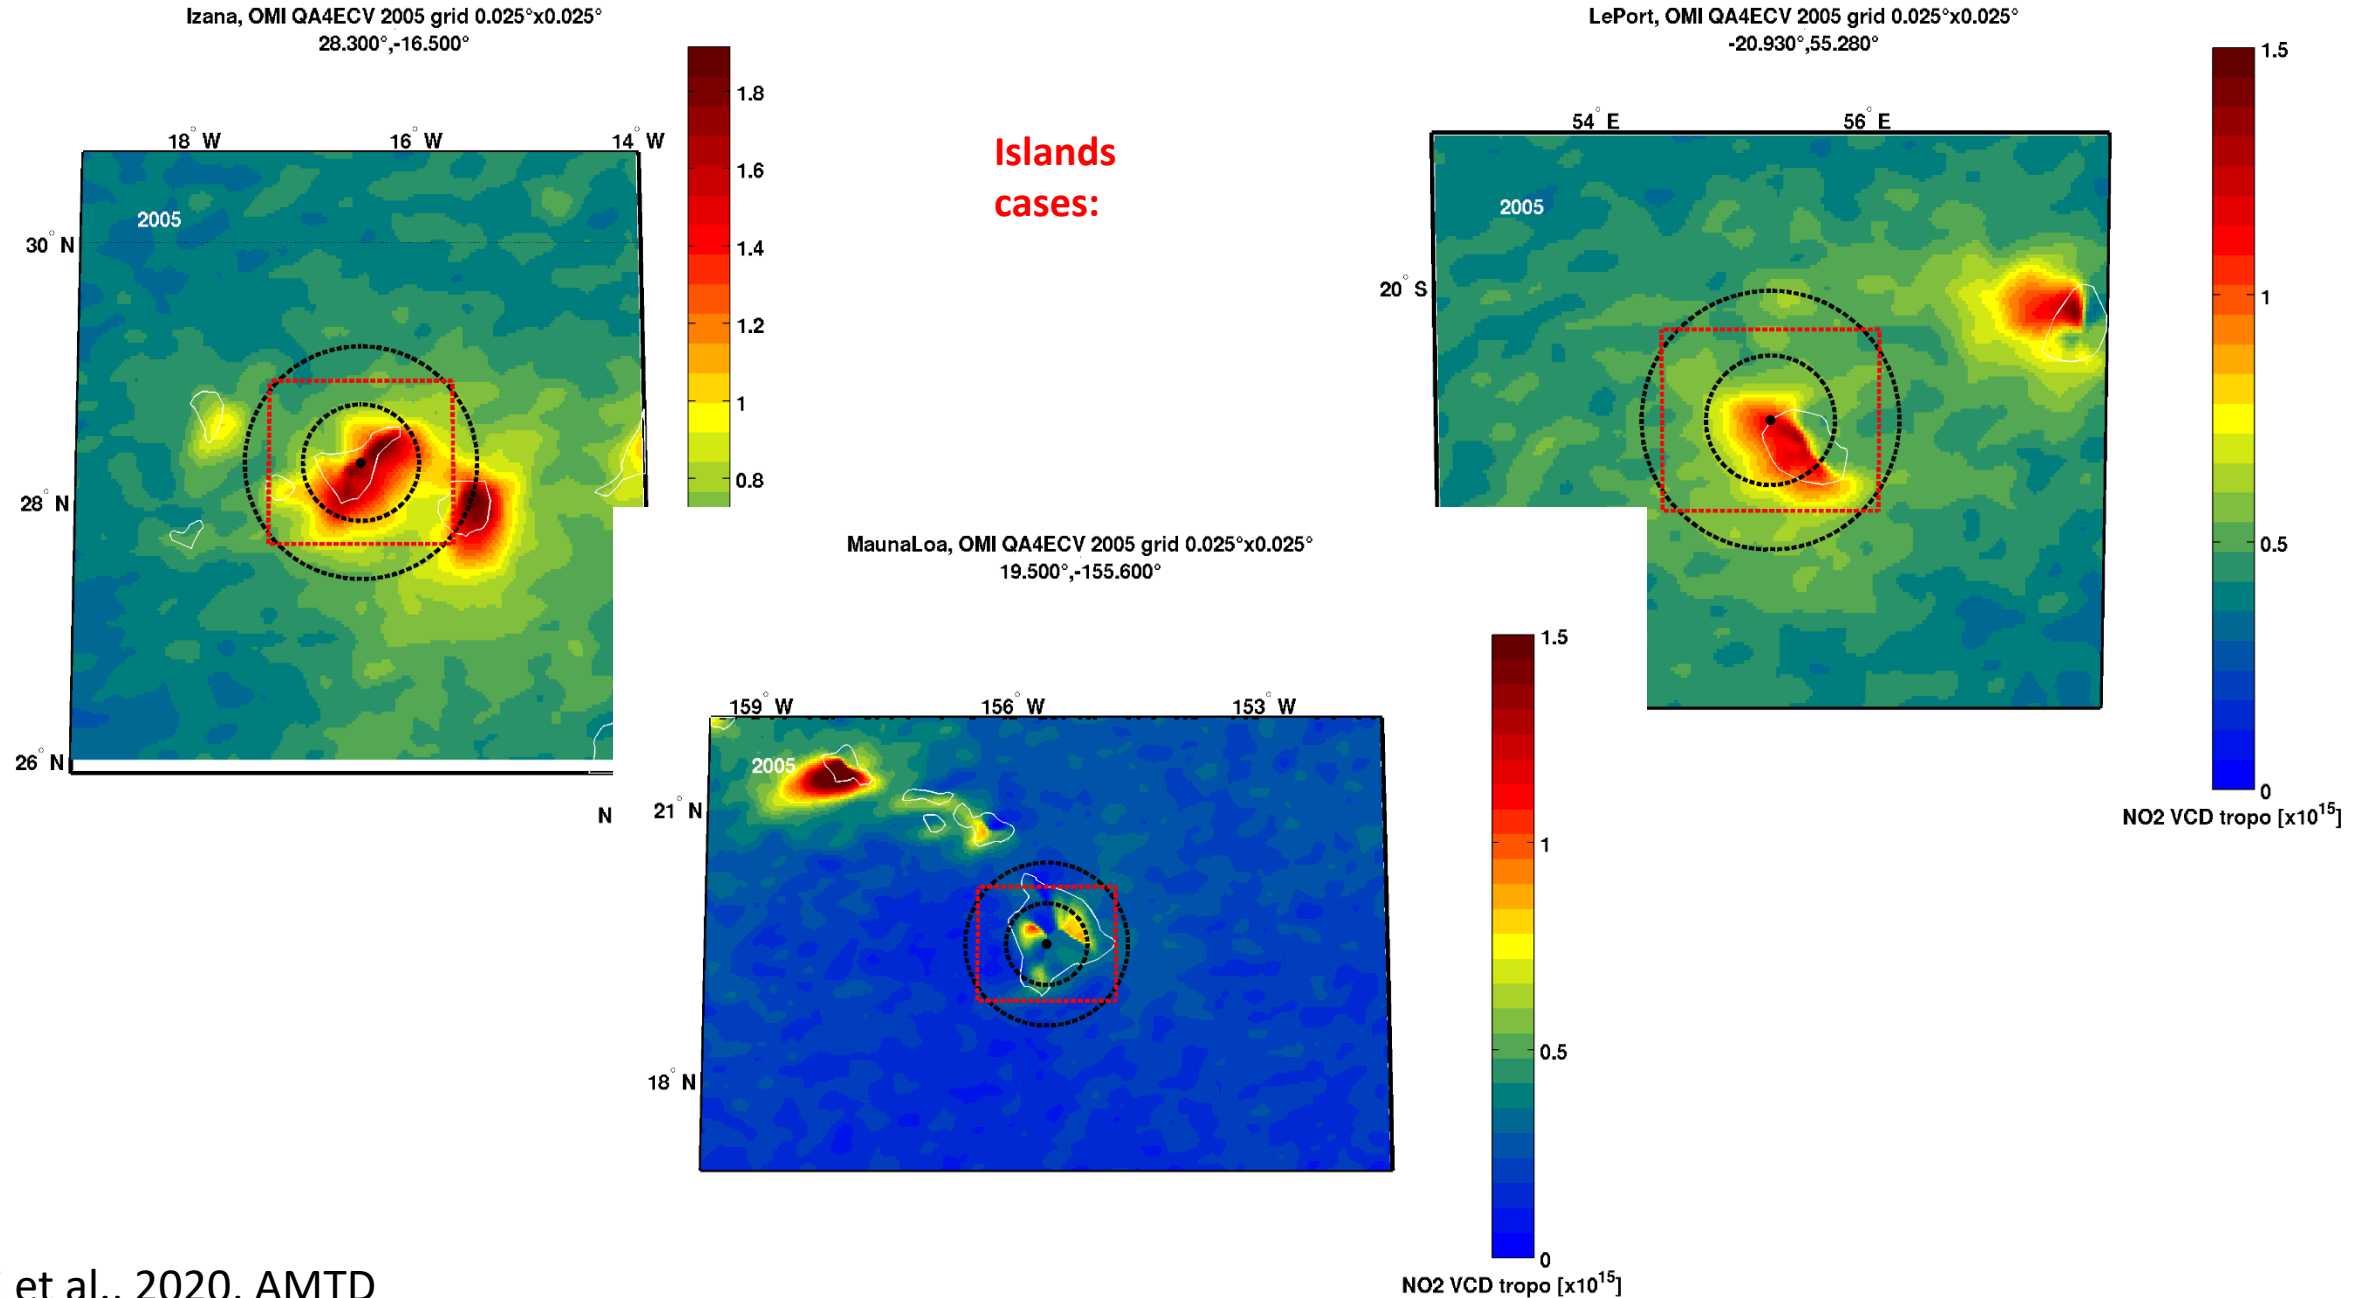 Izana, OMI QA4ECV 2005 grid 0.025°x0.025°
28.300°,-16.500°
18° W
16° W
14° W
30° N
28° N
26° N
N
2005
1.8
1.6
1.4
1.2
1
0.8
Islands
cases:
LePort, OMI QA4ECV 2005 grid 0.025°x0.025°
-20.930°,55.280°
54° E
56° E
20° S
2005
1.5
1
0.5
0
NO2 VCD tropo [x10^15]
MaunaLoa, OMI QA4ECV 2005 grid 0.025°x0.025°
19.500°,-155.600°
159° W
156° W
153° W
21° N
18° N
2005
1.5
1
0.5
0
NO2 VCD tropo [x10^15]
et al., 2020, AMTD